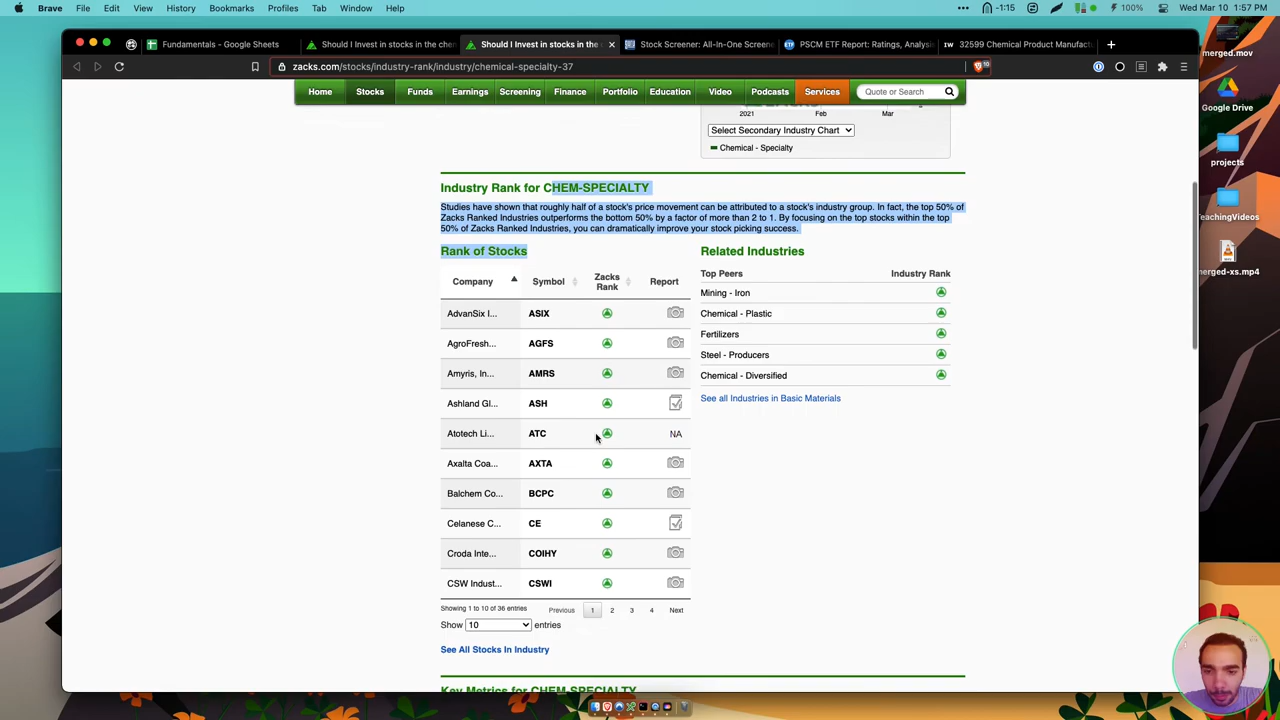 File Edit View History Bookmarks Profiles Tab Window Help
-1:15 100% Wed Mar 10 1:57 PM
Fundamentals – Google Sheets
Should I Invest in stocks in the chem
Should I Invest in stocks in the
Stock Screener: All-In-One Screene
PSCM ETF Report: Ratings, Analysi
32599 Chemical Product Manufact
zacks.com/stocks/industry-rank/industry/chemical-specialty-37
Home Stocks Funds Earnings Screening Finance Portfolio Education Video Podcasts Services Quote or Search
2021 Feb Mar
Select Secondary Industry Chart
Chemical - Specialty
Industry Rank for CHEM-SPECIALTY
Studies have shown that roughly half of a stock's price movement can be attributed to a stock's industry group. In fact, the top 50% of
Zacks Ranked Industries outperforms the bottom 50% by a factor of more than 2 to 1. By focusing on the top stocks within the top
50% of Zacks Ranked Industries, you can dramatically improve your stock picking success.
Rank of Stocks
Company Symbol Zacks Rank Report
AdvanSix I... ASIX
AgroFresh... AGFS
Amyris, In... AMRS
Ashland Gl... ASH
Atotech Li... ATC NA
Axalta Coa... AXTA
Balchem Co... BCPC
Celanese C... CE
Croda Inte... COIHY
CSW Indust... CSWI
Showing 1 to 10 of 36 entries Previous 1 2 3 4 Next
Show 10 entries
See All Stocks In Industry
Key Metrics for CHEM-SPECIALTY
Related Industries
Top Peers Industry Rank
Mining - Iron
Chemical - Plastic
Fertilizers
Steel - Producers
Chemical - Diversified
See all Industries in Basic Materials
merged.mov
Google Drive
projects
TeachingVideos
erged-xs.mp4